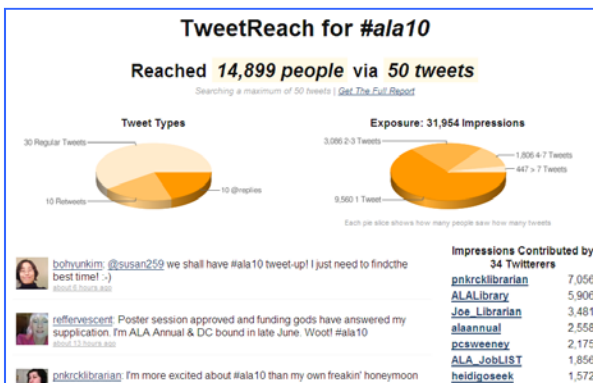 TweetReach for #ala10
Reached 14,899 people via 50 tweets
Searching a maximum of 50 tweets | Get The Full Report
Tweet Types
30 Regular Tweets
10 Retweets
10 @replies
Exposure: 31,954 Impressions
3,086 2-3 Tweets
1,806 4-7 Tweets
447 > 7 Tweets
9,560 1 Tweet
Each pie slice shows how many people saw how many tweets
bohyunkim: @susan259 we shall have #ala10 tweet-up! I just need to findcthe
best time! :-)
about 6 hours ago
reffervescent: Poster session approved and funding gods have answered my
supplication. I'm ALA Annual & DC bound in late June. Woot! #ala10
about 13 hours ago
pnkrcklibrarian: I'm more excited about #ala10 than my own freakin' honeymoon
Impressions Contributed by
34 Twitterers
pnkrcklibrarian 7,056
ALALibrary 5,906
Joe_Librarian 3,481
alaannual 2,558
pcsweeney 2,175
ALA_JobLIST 1,856
heidigoseek 1,572